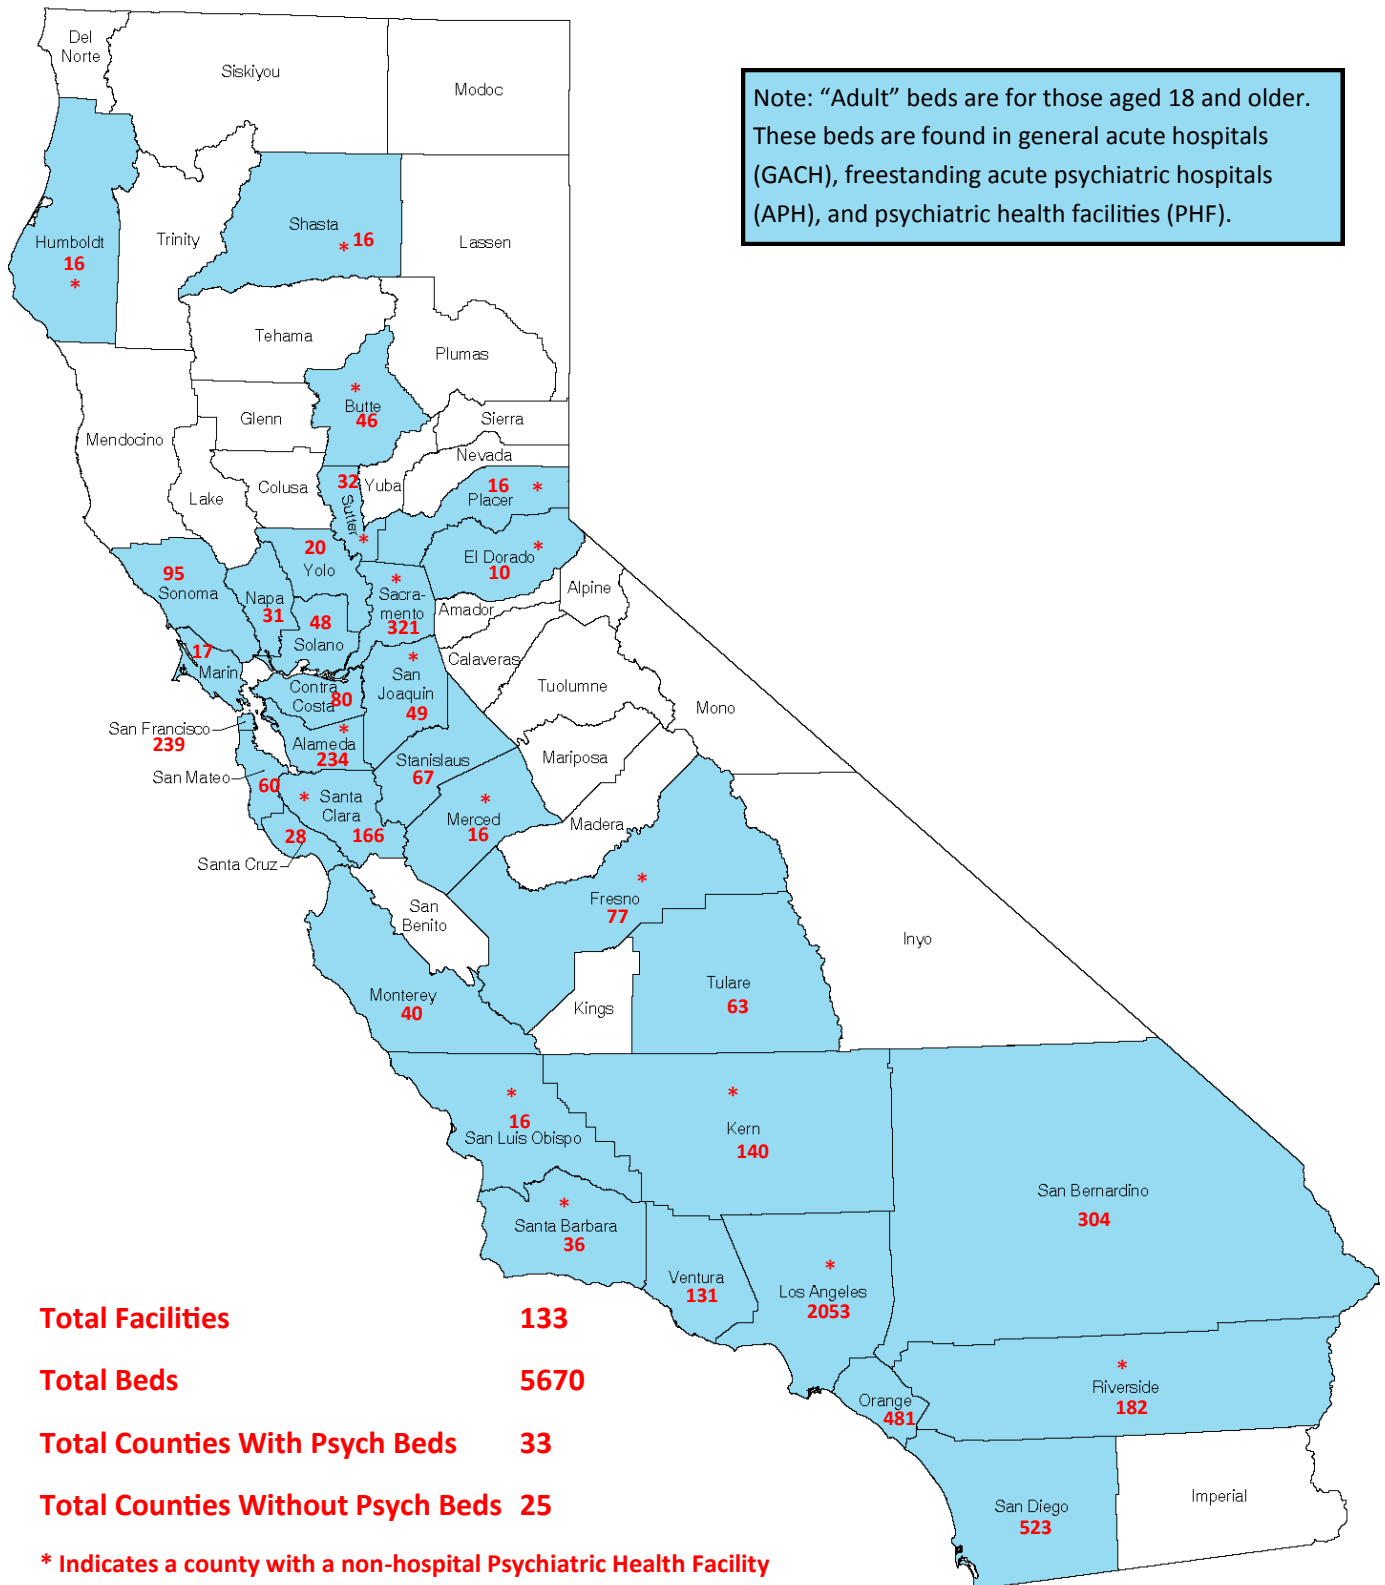 Del
Norte
Siskiyou
Modoc
Note: “Adult” beds are for those aged 18 and older.
These beds are found in general acute hospitals
(GACH), freestanding acute psychiatric hospitals
(APH), and psychiatric health facilities (PHF).
Humboldt
16
*
Trinity
Shasta
* 16
Lassen
Tehama
Plumas
*
Butte
46
Glenn
Sierra
Mendocino
Nevada
Lake
Colusa
32
Sutter
*
Yuba
16 *
Placer
*
El Dorado
10
20
Yolo
95
Sonoma
Napa
31
48
Solano
*
Sacra-
mento
321
Amador
Alpine
17
Marin
Calaveras
*
San
Joaquin
49
Contra
Costa
80
Tuolumne
Mono
San Francisco
239
*
Alameda
234
Stanislaus
67
Mariposa
San Mateo
60
* Santa
Clara
166
*
Merced
16
Madera
28
Santa Cruz
San
Benito
*
Fresno
77
Inyo
Monterey
40
Kings
Tulare
63
*
16
San Luis Obispo
*
Kern
140
San Bernardino
304
*
Santa Barbara
36
Ventura
131
*
Los Angeles
2053
*
Riverside
182
Orange
481
San Diego
523
Imperial
Total Facilities 133
Total Beds 5670
Total Counties With Psych Beds 33
Total Counties Without Psych Beds 25
* Indicates a county with a non-hospital Psychiatric Health Facility